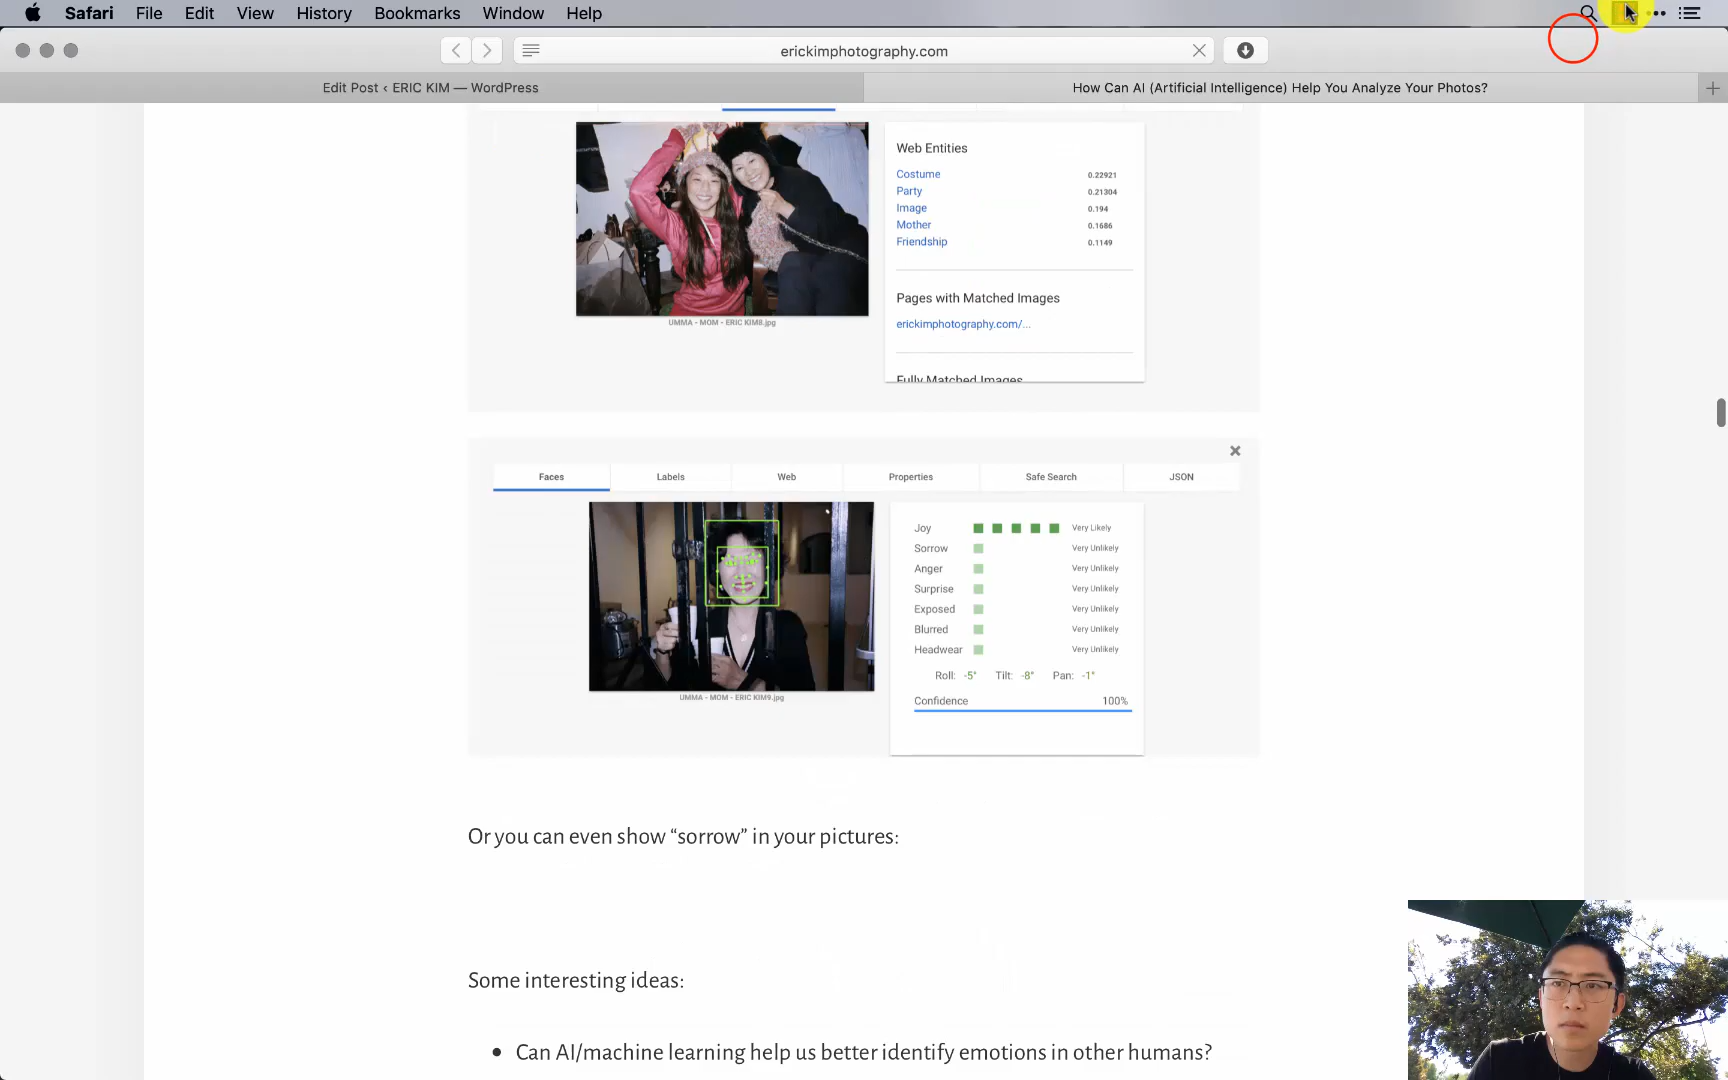 Safari File Edit View History Bookmarks Window Help
erickimphotography.com
Edit Post ‹ ERIC KIM — WordPress
How Can AI (Artificial Intelligence) Help You Analyze Your Photos?
Web Entities
Costume 0.22921
Party 0.21304
Image 0.194
Mother 0.1686
Friendship 0.1149
Pages with Matched Images
erickimphotography.com/...
Fully Matched Images
UMMA - MOM - ERIC KIM8.jpg
Faces Labels Web Properties Safe Search JSON
Joy Very Likely
Sorrow Very Unlikely
Anger Very Unlikely
Surprise Very Unlikely
Exposed Very Unlikely
Blurred Very Unlikely
Headwear Very Unlikely
Roll: -5° Tilt: -8° Pan: -1°
Confidence 100%
UMMA - MOM - ERIC KIM9.jpg
Or you can even show “sorrow” in your pictures:
Some interesting ideas:
• Can AI/machine learning help us better identify emotions in other humans?